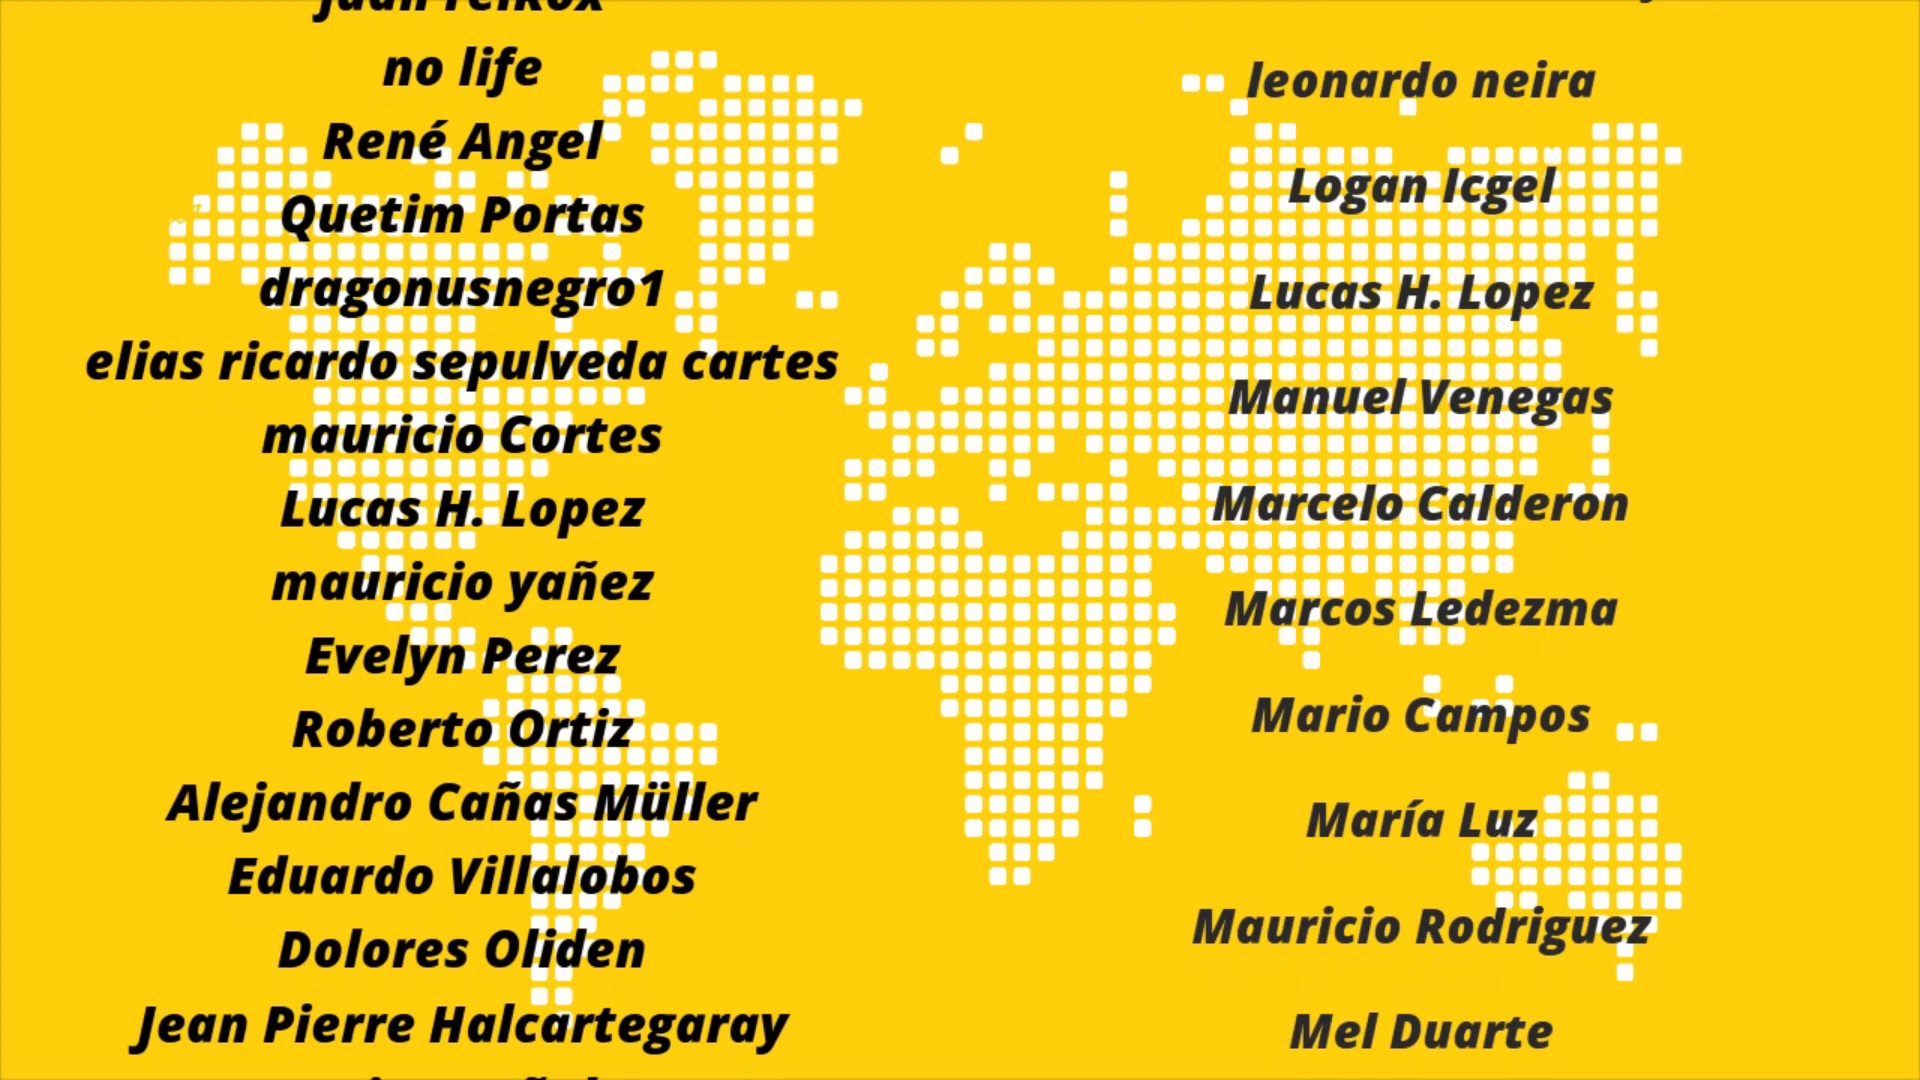 no life
René Angel
Quetim Portas
dragonusnegro1
elias ricardo sepulveda cartes
mauricio Cortes
Lucas H. Lopez
mauricio yañez
Evelyn Perez
Roberto Ortiz
Alejandro Cañas Müller
Eduardo Villalobos
Dolores Oliden
Jean Pierre Halcartegaray
leonardo neira
Logan Icgel
Lucas H. Lopez
Manuel Venegas
Marcelo Calderon
Marcos Ledezma
Mario Campos
María Luz
Mauricio Rodriguez
Mel Duarte